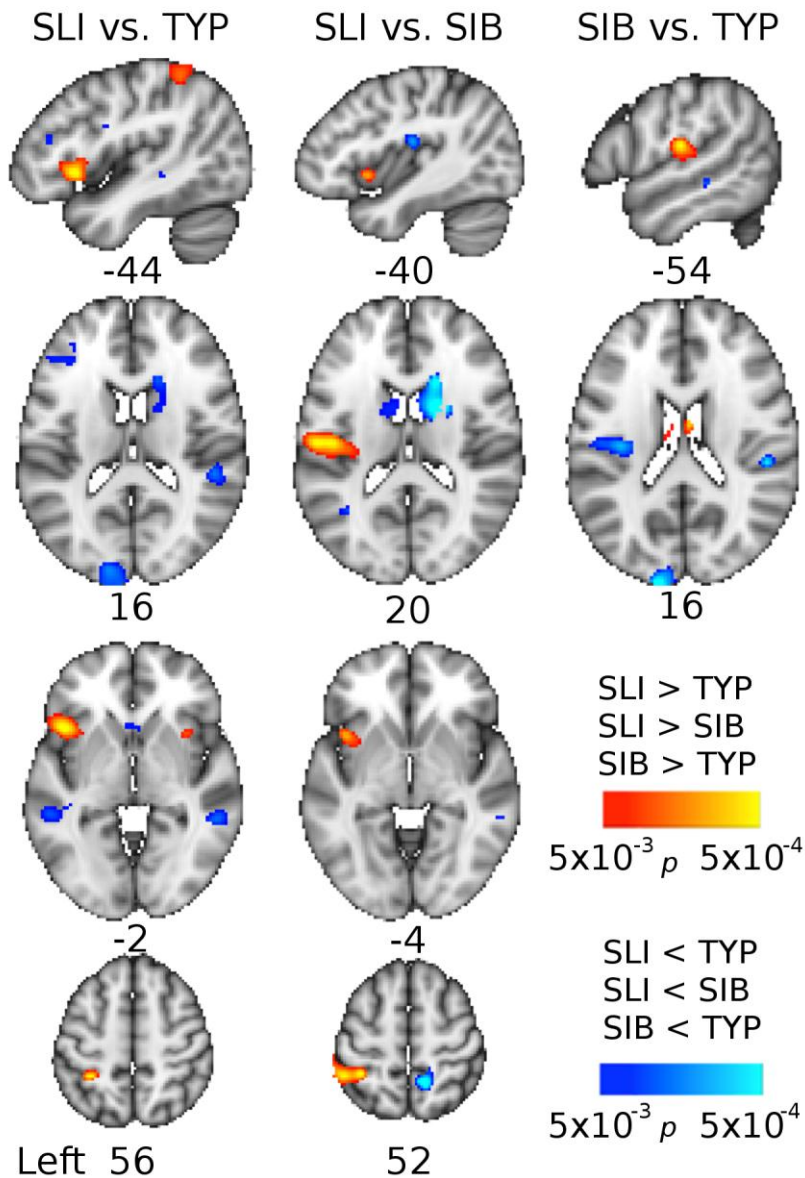 SLI vs. TYP SLI vs. SIB SIB vs. TYP
-44 -40 -54
16 20 16
-2 -4
SLI > TYP
SLI > SIB
SIB > TYP
5x10⁻³ p 5x10⁻⁴
SLI < TYP
SLI < SIB
SIB < TYP
5x10⁻³ p 5x10⁻⁴
Left 56 52